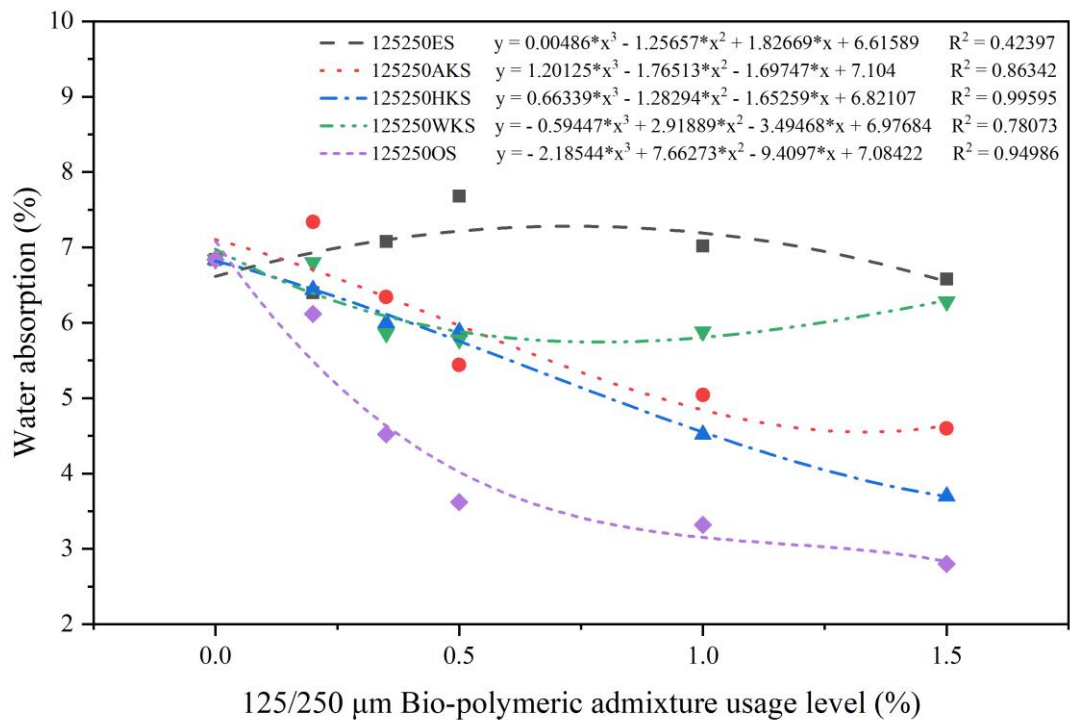 125250ES y = 0.00486*x³ - 1.25657*x² + 1.82669*x + 6.61589 R² = 0.42397
125250AKS y = 1.20125*x³ - 1.76513*x² - 1.69747*x + 7.104 R² = 0.86342
125250HKS y = 0.66339*x³ - 1.28294*x² - 1.65259*x + 6.82107 R² = 0.99595
125250WKS y = - 0.59447*x³ + 2.91889*x² - 3.49468*x + 6.97684 R² = 0.78073
125250OS y = - 2.18544*x³ + 7.66273*x² - 9.4097*x + 7.08422 R² = 0.94986
Water absorption (%)
10
9
8
7
6
5
4
3
2
0.0 0.5 1.0 1.5
125/250 μm Bio-polymeric admixture usage level (%)